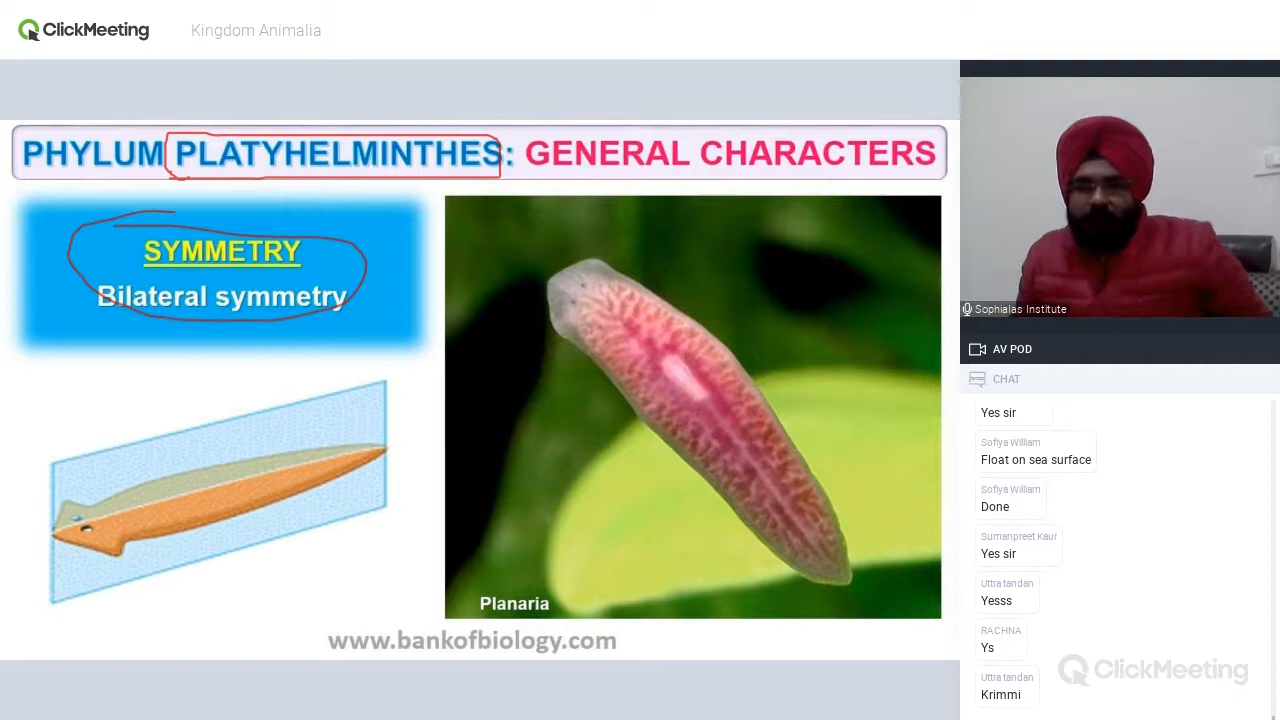 ClickMeeting
Kingdom Animalia
PHYLUM PLATYHELMINTHES: GENERAL CHARACTERS
SYMMETRY
Bilateral symmetry
Planaria
www.bankofbiology.com
Sophialas Institute
AV POD
CHAT
Yes sir
Sofiya William
Float on sea surface
Sofiya William
Done
Sumanpreet Kaur
Yes sir
Uttra tandan
Yesss
RACHNA
Ys
Uttra tandan
Krimmi
ClickMeeting